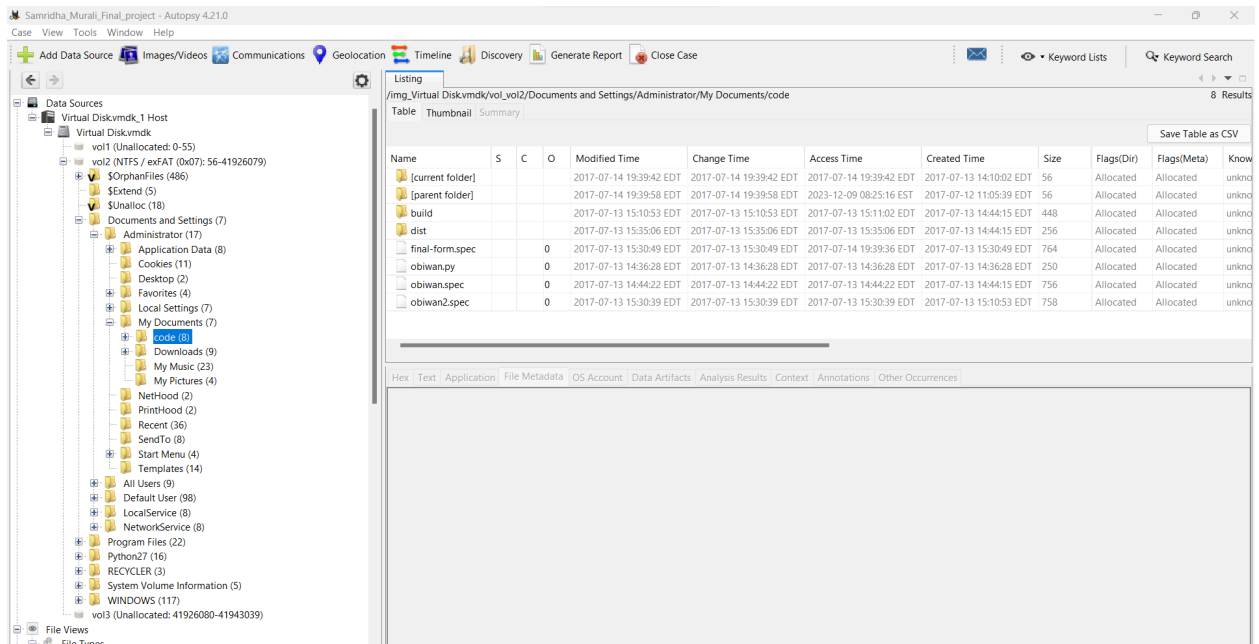 Samridha_Murali_Final_project - Autopsy 4.21.0
Case View Tools Window Help
Add Data Source Images/Videos Communications Geolocation Timeline Discovery Generate Report Close Case Keyword Lists Keyword Search
Listing
/img_Virtual Disk.vmdk/vol_vol2/Documents and Settings/Administrator/My Documents/code 8 Results
Table Thumbnail Summary
Save Table as CSV
Name S C O Modified Time Change Time Access Time Created Time Size Flags(Dir) Flags(Meta) Know
[current folder] 2017-07-14 19:39:42 EDT 2017-07-14 19:39:42 EDT 2017-07-14 19:39:42 EDT 2017-07-13 14:10:02 EDT 56 Allocated Allocated unkno
[parent folder] 2017-07-14 19:39:58 EDT 2017-07-14 19:39:58 EDT 2023-12-09 08:25:16 EST 2017-07-12 11:05:39 EDT 56 Allocated Allocated unkno
build 2017-07-13 15:10:53 EDT 2017-07-13 15:10:53 EDT 2017-07-13 15:11:02 EDT 2017-07-13 14:44:15 EDT 448 Allocated Allocated unkno
dist 2017-07-13 15:35:06 EDT 2017-07-13 15:35:06 EDT 2017-07-13 15:35:06 EDT 2017-07-13 14:44:15 EDT 256 Allocated Allocated unkno
final-form.spec 0 2017-07-13 15:30:49 EDT 2017-07-13 15:30:49 EDT 2017-07-14 19:39:36 EDT 2017-07-13 15:30:49 EDT 764 Allocated Allocated unkno
obiwan.py 0 2017-07-13 14:36:28 EDT 2017-07-13 14:36:28 EDT 2017-07-13 14:36:28 EDT 2017-07-13 14:36:28 EDT 250 Allocated Allocated unkno
obiwan.spec 0 2017-07-13 14:44:22 EDT 2017-07-13 14:44:22 EDT 2017-07-13 14:44:22 EDT 2017-07-13 14:44:15 EDT 756 Allocated Allocated unkno
obiwan2.spec 0 2017-07-13 15:30:39 EDT 2017-07-13 15:30:39 EDT 2017-07-13 15:30:39 EDT 2017-07-13 15:10:53 EDT 758 Allocated Allocated unkno
Hex Text Application File Metadata OS Account Data Artifacts Analysis Results Context Annotations Other Occurrences
Data Sources
Virtual Disk.vmdk_1 Host
Virtual Disk.vmdk
vol1 (Unallocated: 0-55)
vol2 (NTFS / exFAT (0x07): 56-41926079)
$OrphanFiles (486)
$Extend (5)
$Unalloc (18)
Documents and Settings (7)
Administrator (17)
Application Data (8)
Cookies (11)
Desktop (2)
Favorites (4)
Local Settings (7)
My Documents (7)
code (8)
Downloads (9)
My Music (23)
My Pictures (4)
NetHood (2)
PrintHood (2)
Recent (36)
SendTo (8)
Start Menu (4)
Templates (14)
All Users (9)
Default User (98)
LocalService (8)
NetworkService (8)
Program Files (22)
Python27 (16)
RECYCLER (3)
System Volume Information (5)
WINDOWS (117)
vol3 (Unallocated: 41926080-41943039)
File Views
File Types